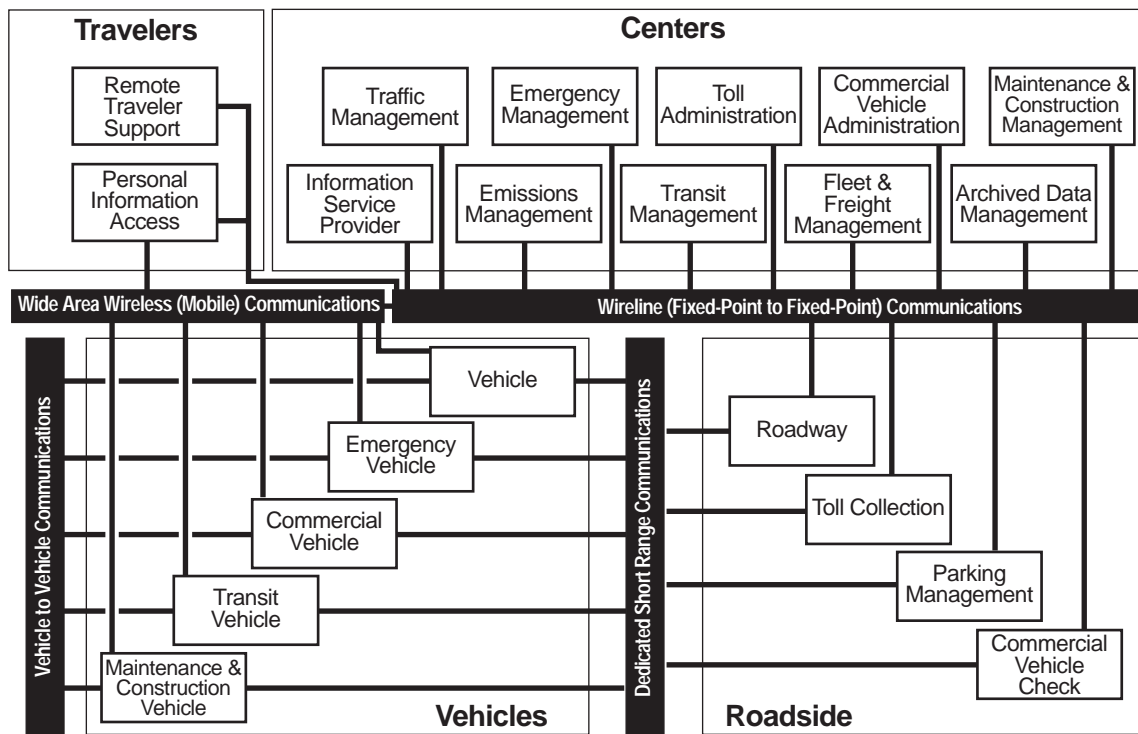 Travelers
Remote
Traveler
Support
Personal
Information
Access
Centers
Traffic
Management
Emergency
Management
Toll
Administration
Commercial
Vehicle
Administration
Maintenance &
Construction
Management
Information
Service
Provider
Emissions
Management
Transit
Management
Fleet &
Freight
Management
Archived Data
Management
Wide Area Wireless (Mobile) Communications
Wireline (Fixed-Point to Fixed-Point) Communications
Vehicle to Vehicle Communications
Vehicle
Emergency
Vehicle
Commercial
Vehicle
Transit
Vehicle
Maintenance &
Construction
Vehicle
Vehicles
Dedicated Short Range Communications
Roadway
Toll Collection
Parking
Management
Commercial
Vehicle
Check
Roadside